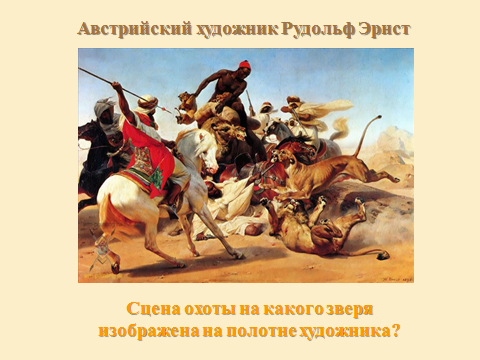 Австрийский художник Рудольф Эрнст
Сцена охоты на какого зверя
изображена на полотне художника?